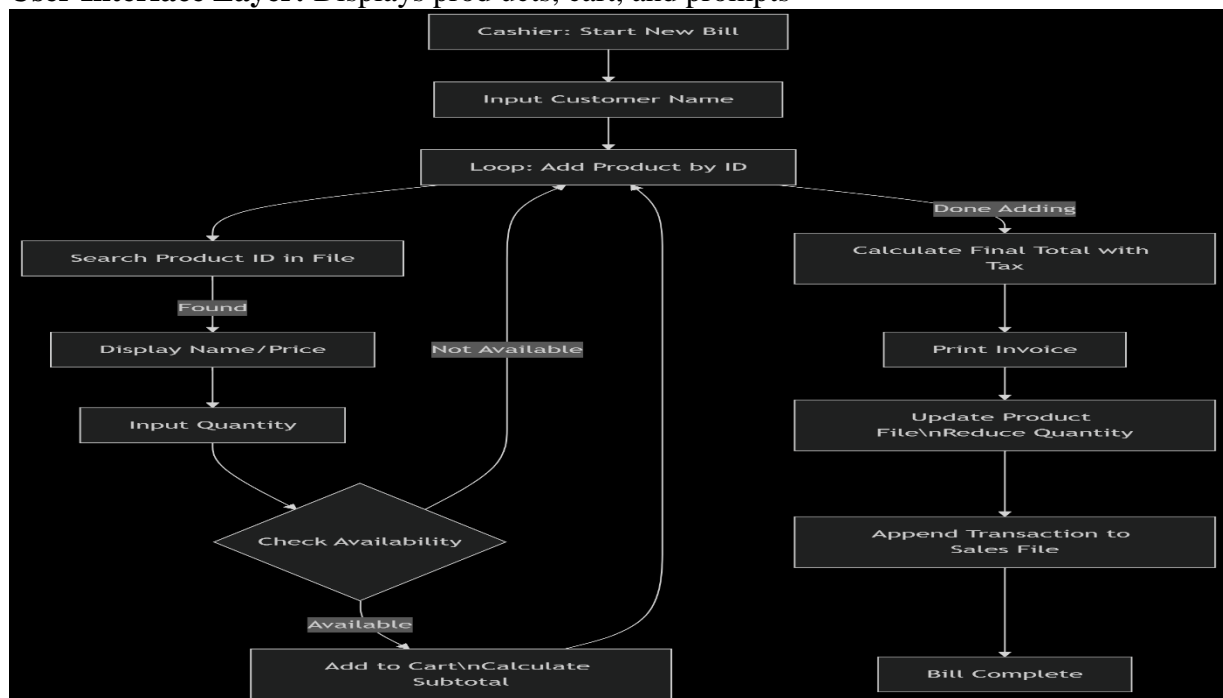 User Interface Layer: Displays products, cart, and prompts
Cashier: Start New Bill
Input Customer Name
Loop: Add Product by ID
Done Adding
Search Product ID in File
Calculate Final Total with
Tax
Found
Display Name/Price
Not Available
Print Invoice
Input Quantity
Update Product
File\nReduce Quantity
Check Availability
Append Transaction to
Sales File
Available
Add to Cart\nCalculate
Subtotal
Bill Complete